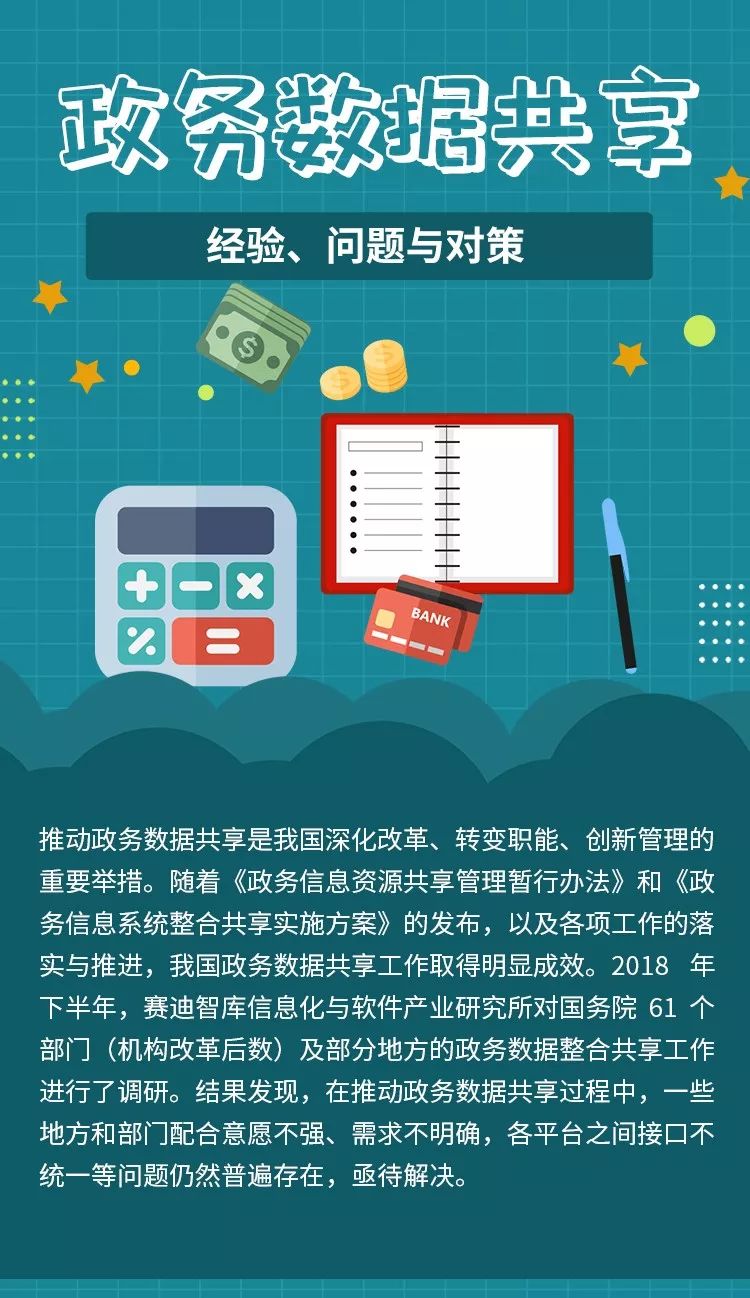 政务数据共享
经验、问题与对策
$
BANK
推动政务数据共享是我国深化改革、转变职能、创新管理的
重要举措。随着《政务信息资源共享管理暂行办法》和《政
务信息系统整合共享实施方案》的发布，以及各项工作的落
实与推进，我国政务数据共享工作取得明显成效。2018 年
下半年，赛迪智库信息化与软件产业研究所对国务院 61 个
部门（机构改革后数）及部分地方的政务数据整合共享工作
进行了调研。结果发现，在推动政务数据共享过程中，一些
地方和部门配合意愿不强、需求不明确，各平台之间接口不
统一等问题仍然普遍存在，亟待解决。